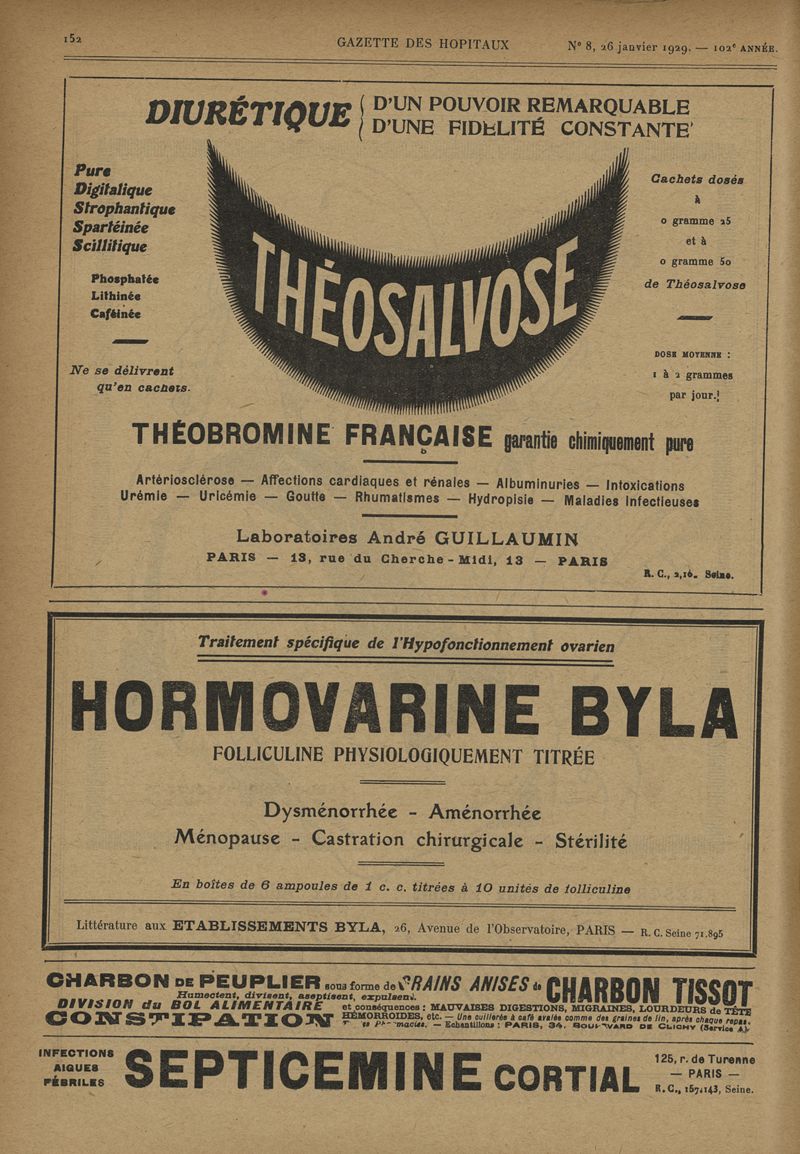 152
GAZETTE DES HOPITAUX
N° 8, 26 janvier 1929. — 102e ANNÉE.
DIURÉTIQUE
D'UN POUVOIR REMARQUABLE
D'UNE FIDÉLITÉ CONSTANTE
Pure
Digitalique
Strophantique
Spartéinée
Scillitique
Phosphatée
Lithinée
Caféinée
Ne se délivrent
qu'en cachets.
THÉOSALVOSE
Cachets dosés
à
0 gramme 25
et à
0 gramme 50
de Théosalvose
DOSE MOYENNE :
1 à 2 grammes
par jour.
THÉOBROMINE FRANÇAISE garantie chimiquement pure
Artériosclérose — Affections cardiaques et rénales — Albuminuries — Intoxications
Urémie — Uricémie — Goutte — Rhumatismes — Hydropisie — Maladies Infectieuses
Laboratoires André GUILLAUMIN
PARIS — 13, rue du Cherche-Midi, 13 — PARIS
R. C., Seine.
Traitement spécifique de l'Hypofonctionnement ovarien
HORMOVARINE BYLA
FOLLICULINE PHYSIOLOGIQUEMENT TITRÉE
Dysménorrhée - Aménorrhée
Ménopause - Castration chirurgicale - Stérilité
En boîtes de 6 ampoules de 1 c. c. titrées à 10 unités de folliculine
Littérature aux ETABLISSEMENTS BYLA, 26, Avenue de l'Observatoire, PARIS — R. C. Seine 71.895
CHARBON DE PEUPLIER sous forme de GRAINS ANISÉS de CHARBON TISSOT
Humectent, divisent, aseptisent, expulsent.
DIVISION du BOL ALIMENTAIRE et conséquences : MAUVAISES DIGESTIONS, MIGRAINES, LOURDEURS de TÊTE
CONSTIPATION HÉMORROIDES, etc. — Une cuillerée à café avalée comme des graines de lin, après chaque repas.
— Echantillons : PARIS, 34, BOULEVARD DE CLICHY (Service A).
INFECTIONS
AIGUES
FÉBRILES
SEPTICEMINE CORTIAL
125, r. de Turenne
— PARIS —
R. C., 157.143, Seine.